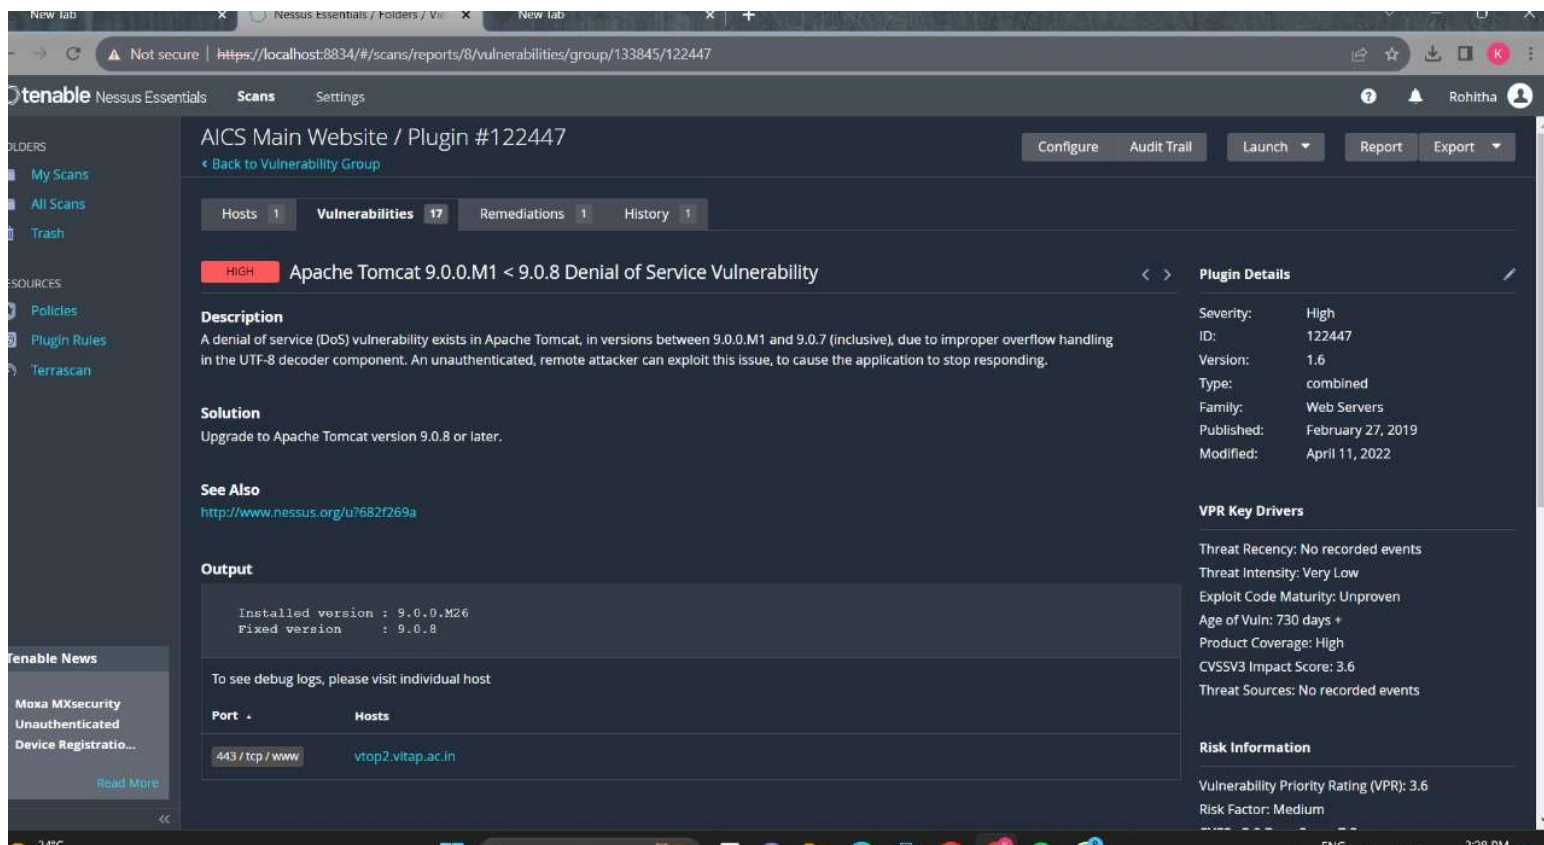 New Tab
Nessus Essentials / Folders / Vie
New Tab
Not secure | https://localhost:8834/#/scans/reports/8/vulnerabilities/group/133845/122447
K
tenable Nessus Essentials
Scans
Settings
Rohitha
AICS Main Website / Plugin #122447
Back to Vulnerability Group
Configure
Audit Trail
Launch
Report
Export
My Scans
All Scans
Trash
Policies
Plugin Rules
Terrascan
Hosts 1
Vulnerabilities 17
Remediations 1
History 1
HIGH
Apache Tomcat 9.0.0.M1 < 9.0.8 Denial of Service Vulnerability
Description
A denial of service (DoS) vulnerability exists in Apache Tomcat, in versions between 9.0.0.M1 and 9.0.7 (inclusive), due to improper overflow handling
in the UTF-8 decoder component. An unauthenticated, remote attacker can exploit this issue, to cause the application to stop responding.
Solution
Upgrade to Apache Tomcat version 9.0.8 or later.
See Also
http://www.nessus.org/u?682f269a
Output
Installed version : 9.0.0.M26
Fixed version : 9.0.8
To see debug logs, please visit individual host
Port
Hosts
443 / tcp / www
vtop2.vitap.ac.in
Plugin Details
Severity: High
ID: 122447
Version: 1.6
Type: combined
Family: Web Servers
Published: February 27, 2019
Modified: April 11, 2022
VPR Key Drivers
Threat Recency: No recorded events
Threat Intensity: Very Low
Exploit Code Maturity: Unproven
Age of Vuln: 730 days +
Product Coverage: High
CVSSV3 Impact Score: 3.6
Threat Sources: No recorded events
Risk Information
Vulnerability Priority Rating (VPR): 3.6
Risk Factor: Medium
Tenable News
Moxa MXsecurity
Unauthenticated
Device Registratio...
Read More